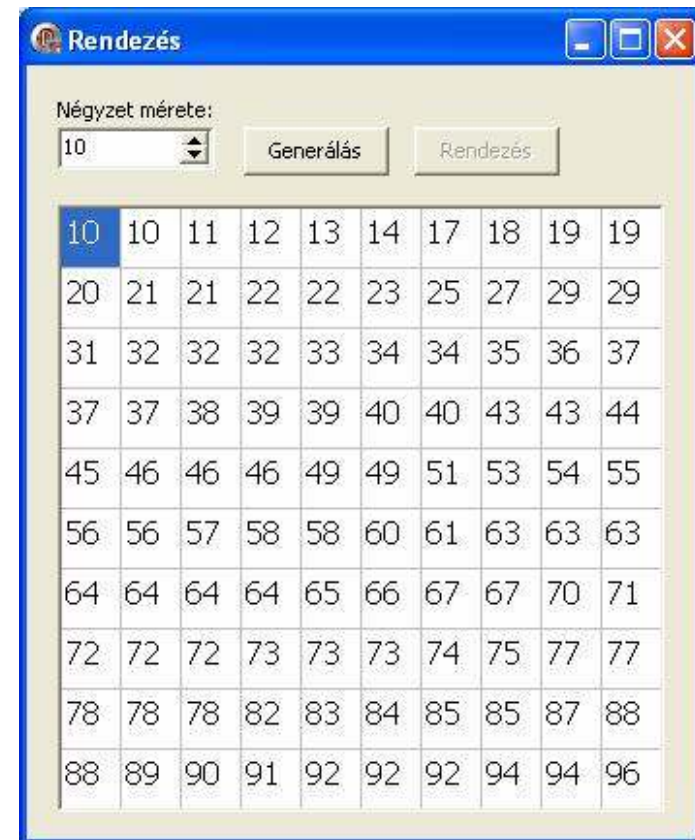 Rendezés
Négyzet mérete:
10 Generálás Rendezés
10 10 11 12 13 14 17 18 19 19
20 21 21 22 22 23 25 27 29 29
31 32 32 32 33 34 34 35 36 37
37 37 38 39 39 40 40 43 43 44
45 46 46 46 49 49 51 53 54 55
56 56 57 58 58 60 61 63 63 63
64 64 64 64 65 66 67 67 70 71
72 72 72 73 73 73 74 75 77 77
78 78 78 82 83 84 85 85 87 88
88 89 90 91 92 92 92 94 94 96